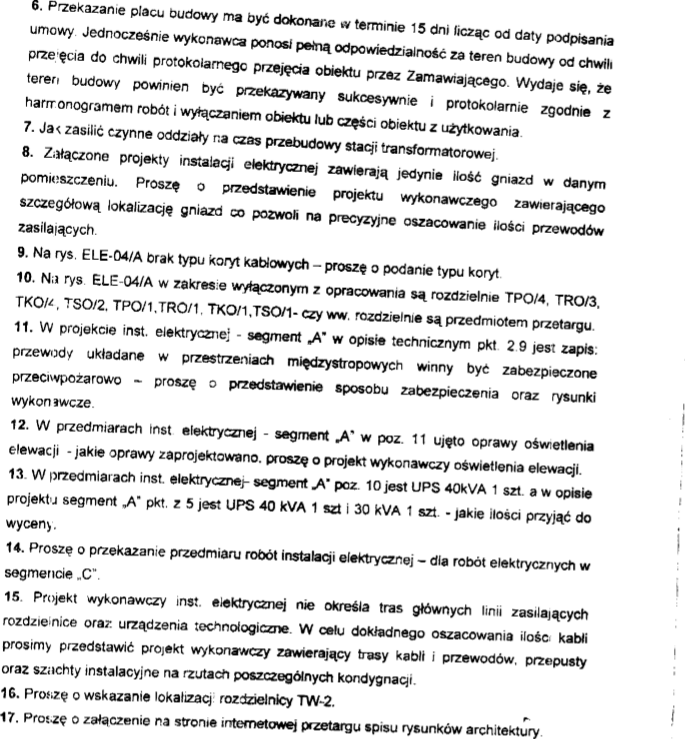 6. Przekazanie placu budowy ma być dokonane w terminie 15 dni licząc od daty podpisania
umowy. Jednocześnie wykonawca ponosi pełną odpowiedzialność za teren budowy od chwili
przejęcia do chwili protokolarnego przejęcia obiektu przez Zamawiającego. Wydaje się, że
teren budowy powinien być przekazywany sukcesywnie i protokolarnie zgodnie z
harmonogramem robót i wyłączaniem obiektu lub części obiektu z użytkowania.
7. Jak zasilić czynne oddziały na czas przebudowy stacji transformatorowej.
8. Załączone projekty instalacji elektrycznej zawierają jedynie ilość gniazd w danym
pomieszczeniu. Proszę o przedstawienie projektu wykonawczego zawierającego
szczegółową lokalizację gniazd co pozwoli na precyzyjne oszacowanie ilości przewodów
zasilających.
9. Na rys. ELE-04/A brak typu koryt kablowych – proszę o podanie typu koryt.
10. Na rys. ELE-04/A w zakresie wyłączonym z opracowania są rozdzielnie TPO/4, TRO/3,
TKO/4, TSO/2, TPO/1,TRO/1, TKO/1,TSO/1- czy ww. rozdzielnie są przedmiotem przetargu.
11. W projekcie inst. elektrycznej - segment „A" w opisie technicznym pkt. 2.9 jest zapis:
przewody układane w przestrzeniach międzystropowych winny być zabezpieczone
przeciwpożarowo – proszę o przedstawienie sposobu zabezpieczenia oraz rysunki
wykonawcze.
12. W przedmiarach inst. elektrycznej - segment „A" w poz. 11 ujęto oprawy oświetlenia
elewacji - jakie oprawy zaprojektowano, proszę o projekt wykonawczy oświetlenia elewacji.
13. W przedmiarach inst. elektrycznej- segment „A" poz. 10 jest UPS 40kVA 1 szt. a w opisie
projektu segment „A" pkt. z 5 jest UPS 40 kVA 1 szt i 30 kVA 1 szt. - jakie ilości przyjąć do
wyceny.
14. Proszę o przekazanie przedmiaru robót instalacji elektrycznej – dla robót elektrycznych w
segmencie „C".
15. Projekt wykonawczy inst. elektrycznej nie określa tras głównych linii zasilających
rozdzielnice oraz urządzenia technologiczne. W celu dokładnego oszacowania ilości kabli
prosimy przedstawić projekt wykonawczy zawierający trasy kabli i przewodów, przepusty
oraz szachty instalacyjne na rzutach poszczególnych kondygnacji.
16. Proszę o wskazanie lokalizacji rozdzielnicy TW-2.
17. Proszę o załączenie na stronie internetowej przetargu spisu rysunków architektury.